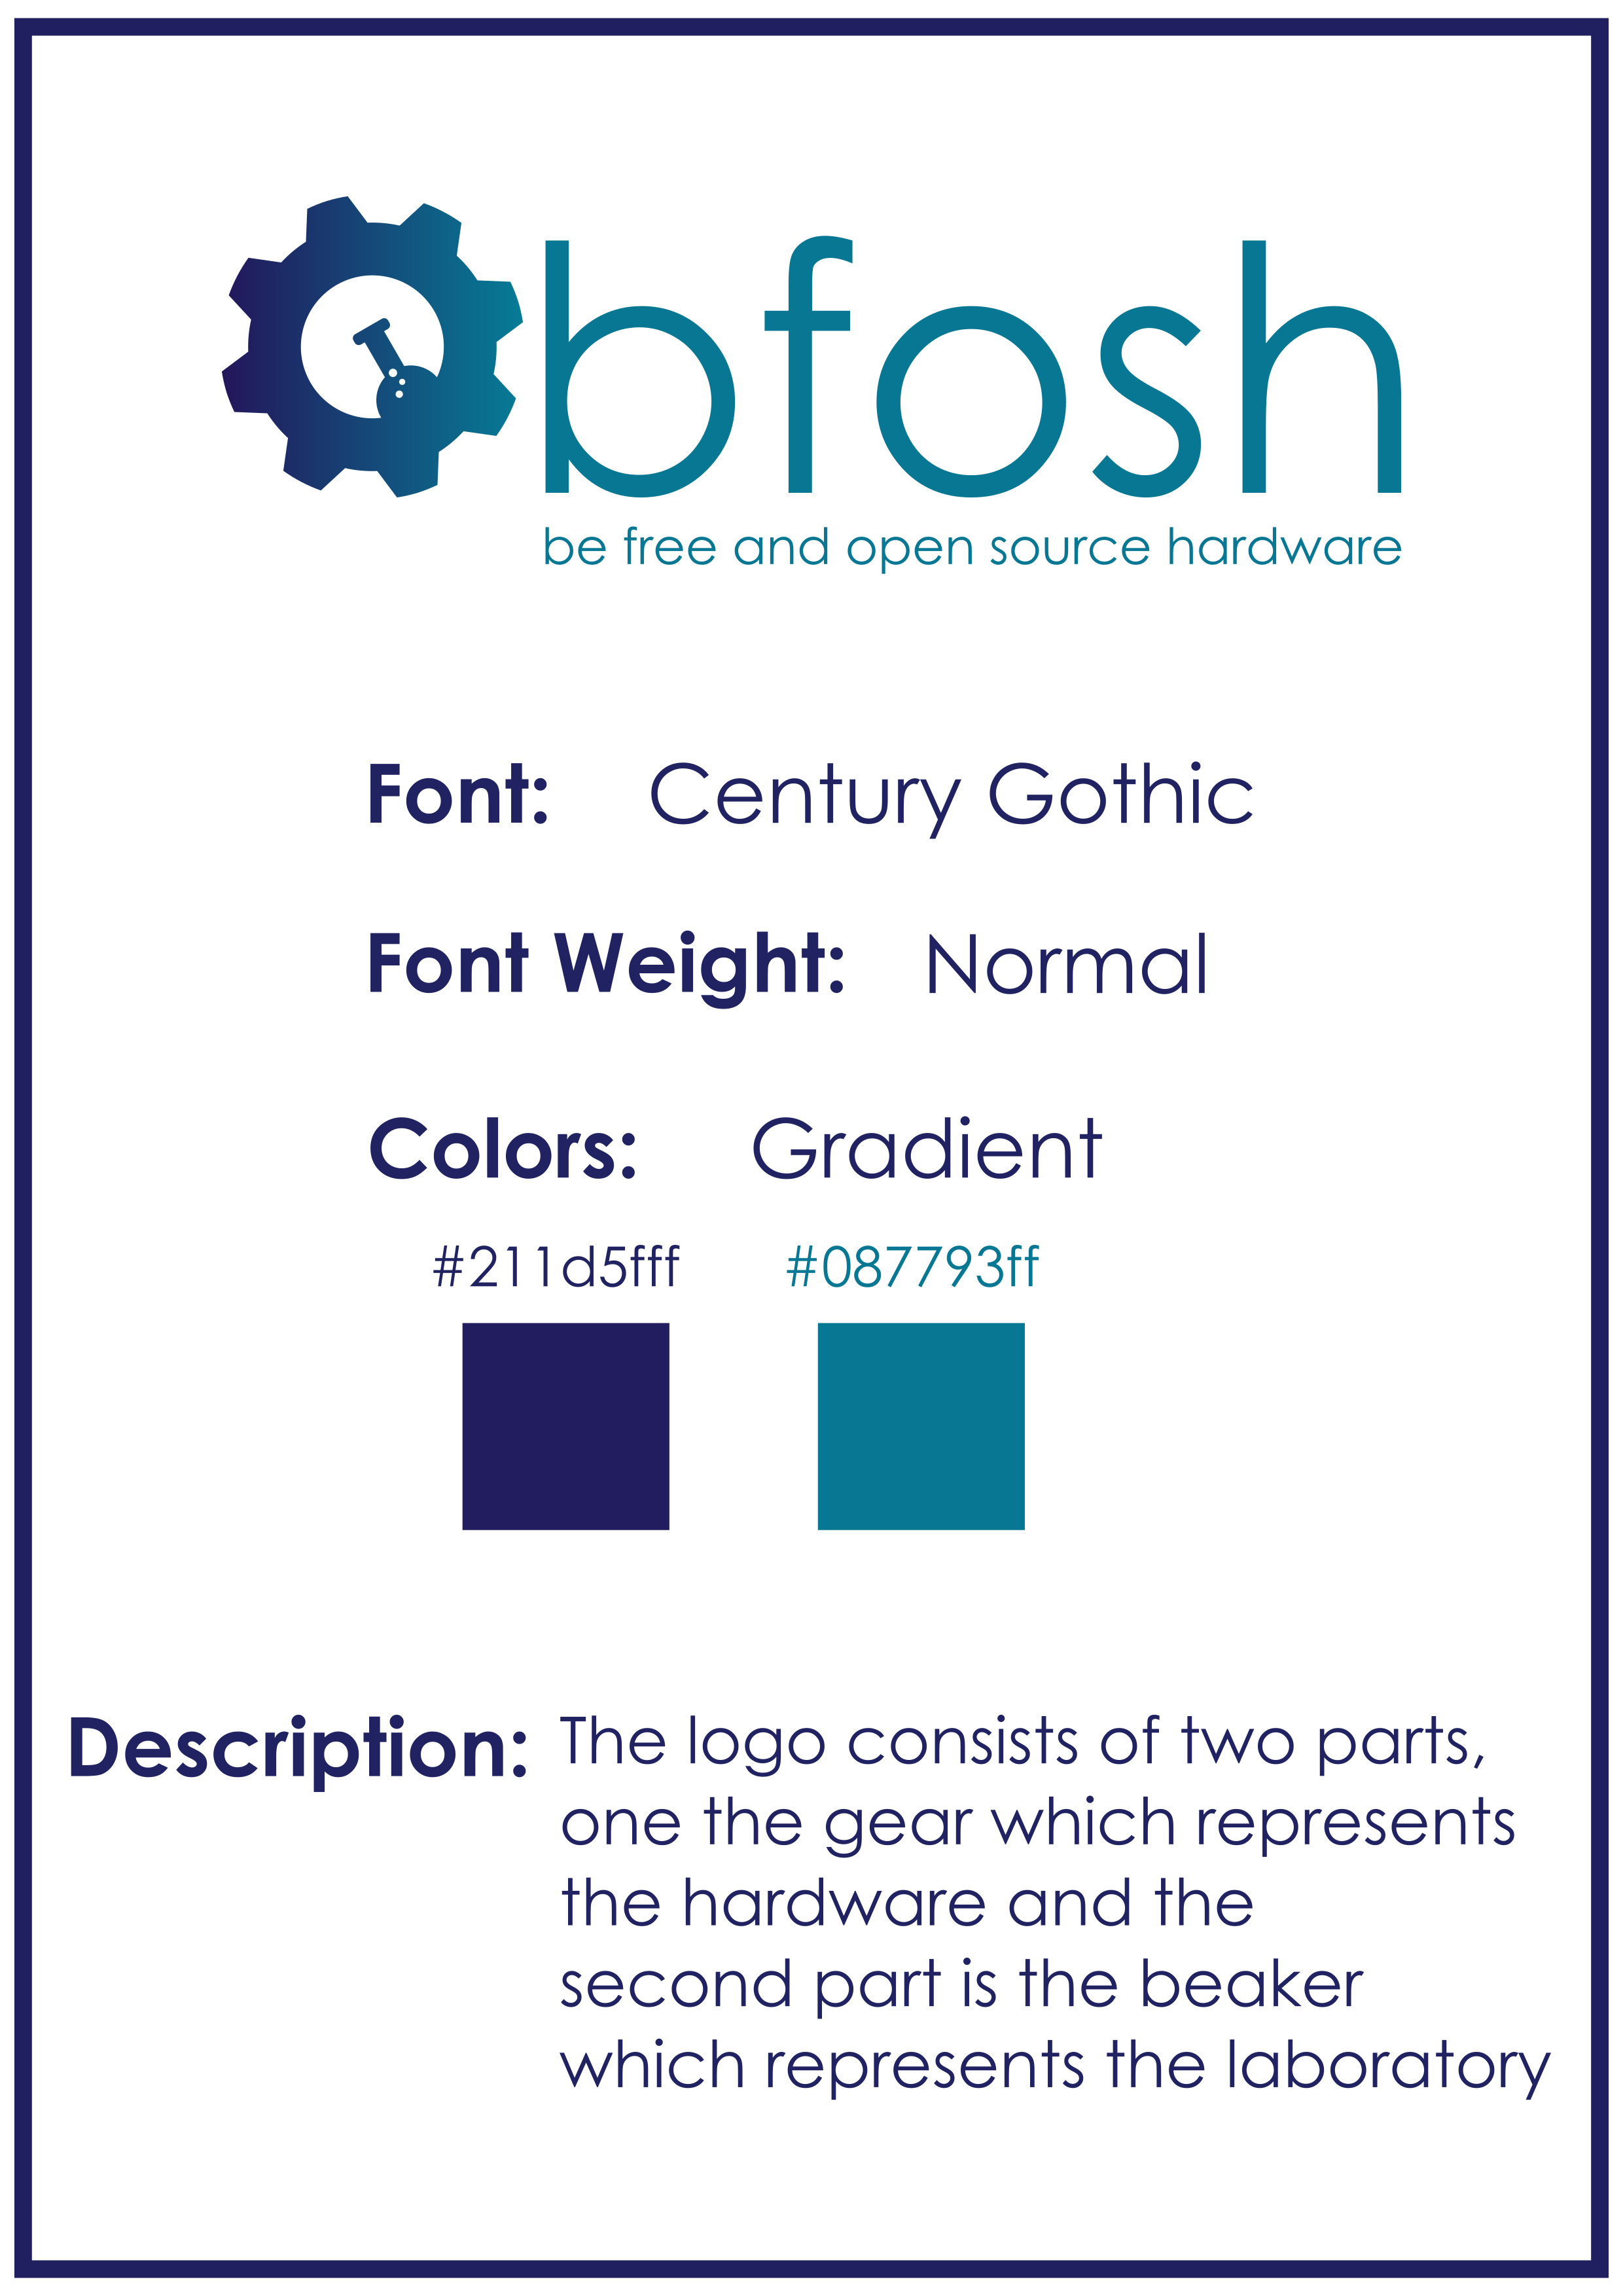 bfosh
be free and open source hardware
Font: Century Gothic
Font Weight: Normal
Colors: Gradient
#211d5fff #087793ff
Description: The logo consists of two parts,
one the gear which represents
the hardware and the
second part is the beaker
which represents the laboratory